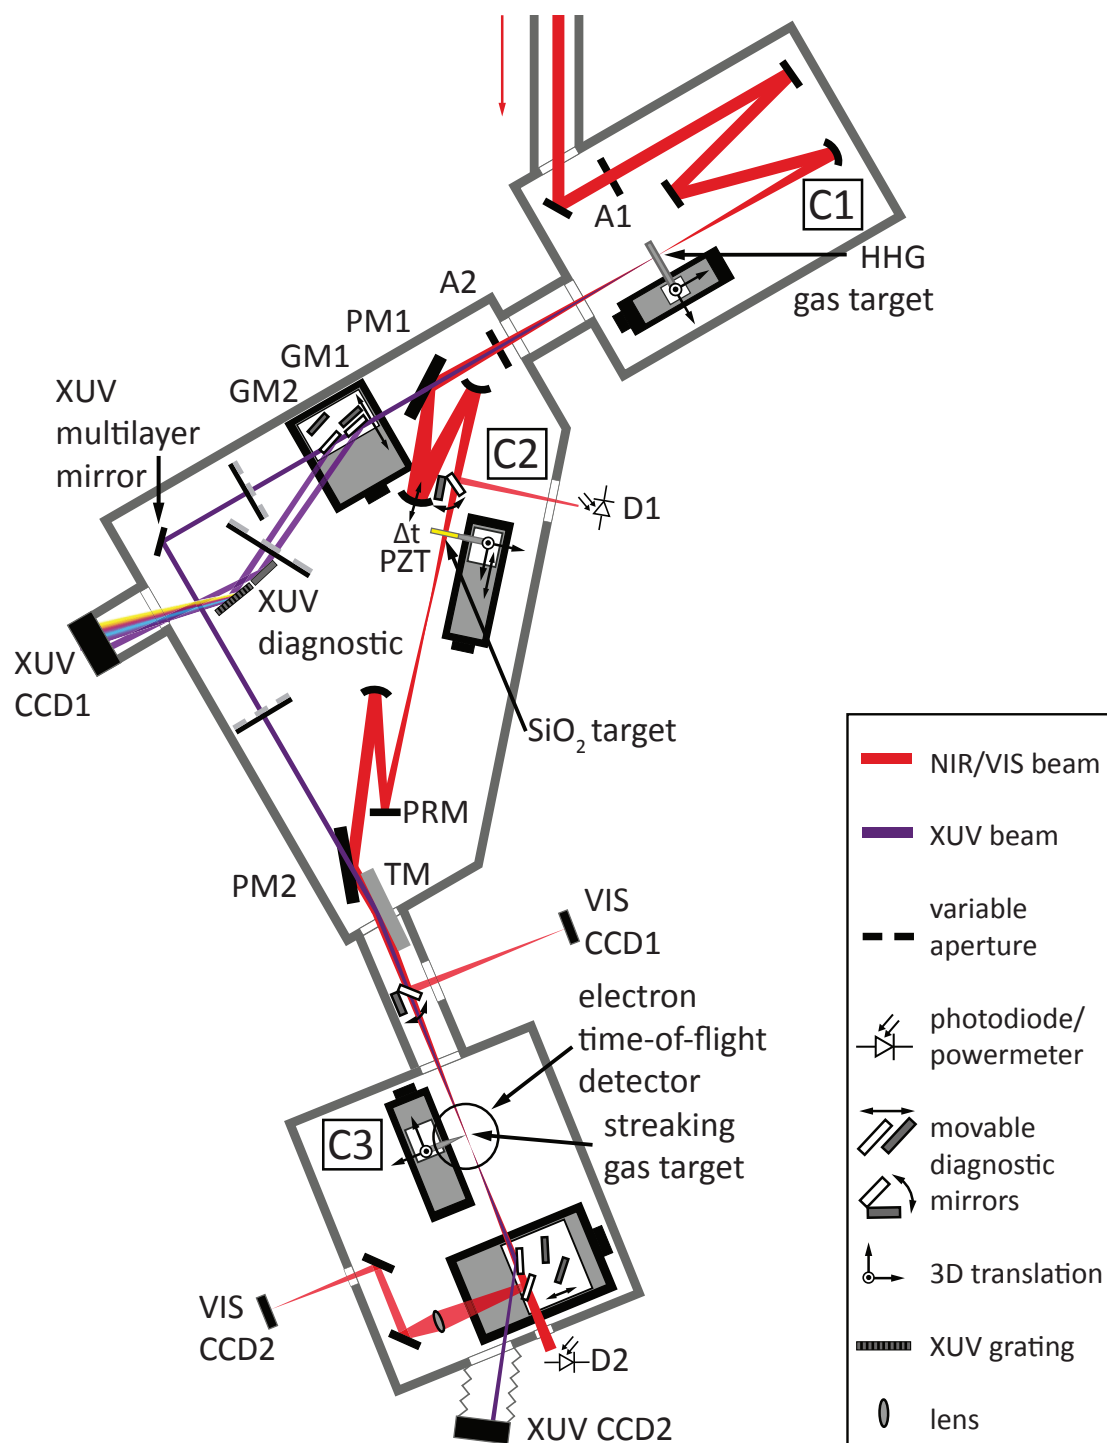 A1
C1
HHG
gas target
A2
PM1
GM1
GM2
XUV
multilayer
mirror
C2
D1
Δt
PZT
XUV
diagnostic
XUV
CCD1
SiO2 target
PRM
PM2
TM
VIS
CCD1
electron
time-of-flight
detector
streaking
gas target
C3
VIS
CCD2
D2
XUV CCD2
NIR/VIS beam
XUV beam
variable
aperture
photodiode/
powermeter
movable
diagnostic
mirrors
3D translation
XUV grating
lens